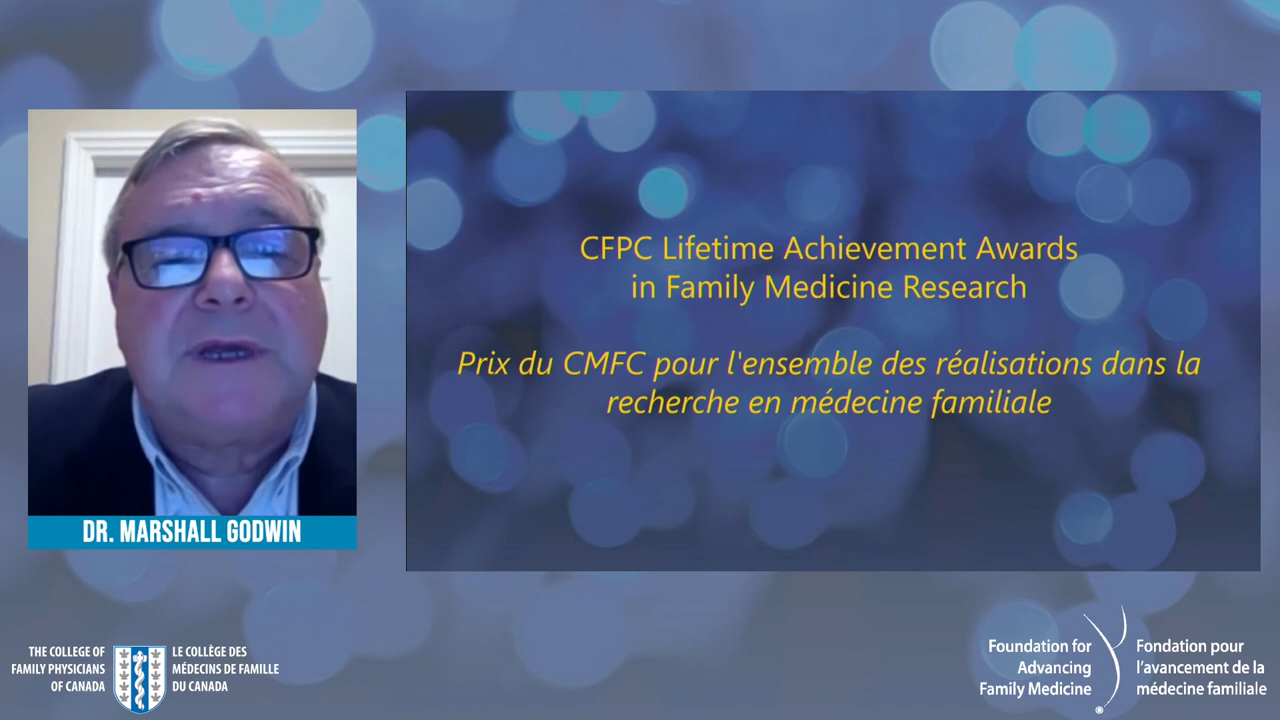 CFPC Lifetime Achievement Awards
in Family Medicine Research
Prix du CMFC pour l'ensemble des réalisations dans la
recherche en médecine familiale
DR. MARSHALL GODWIN
THE COLLEGE OF
FAMILY PHYSICIANS
OF CANADA
LE COLLÈGE DES
MÉDECINS DE FAMILLE
DU CANADA
Foundation for
Advancing
Family Medicine
Fondation pour
l'avancement de la
médecine familiale